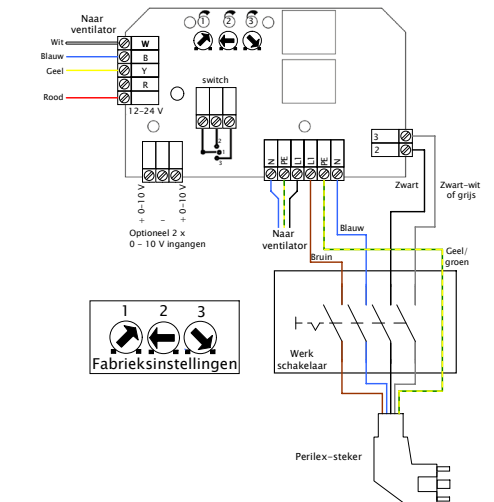 Naar
ventilator
Wit
Blauw
Geel
Rood
W
B
Y
R
12-24 V
1 2 3
switch
1
2
3
3
2
N PE L1 L1 PE N
+ 0-10 V
-
+ 0-10 V
Optioneel 2 x
0 - 10 V ingangen
Naar
ventilator
Blauw
Bruin
Zwart
Zwart-wit
of grijs
Geel/
groen
1 2 3
Fabrieksinstellingen
Werk
schakelaar
Perilex-steker